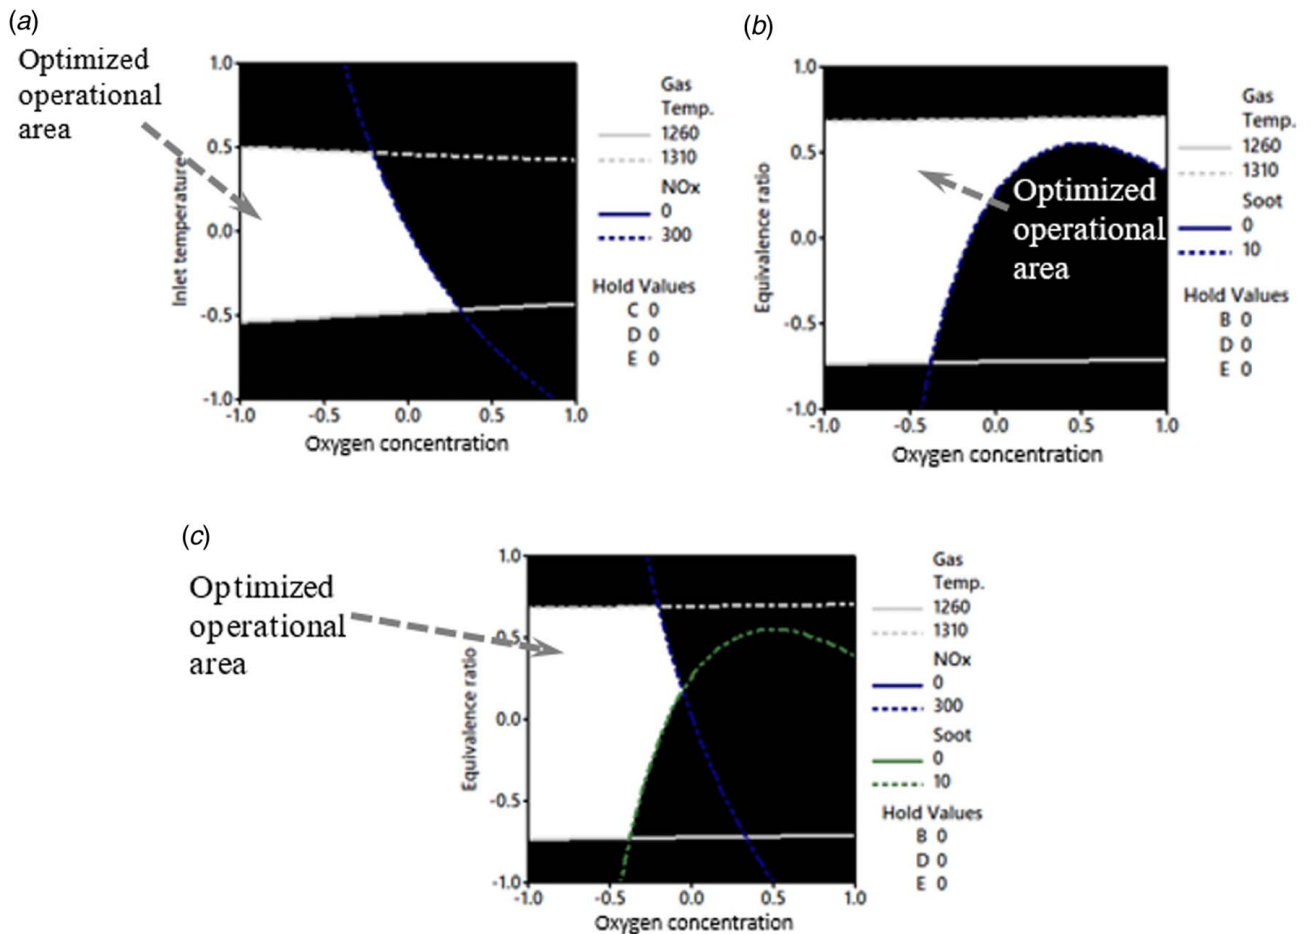 (a)
Optimized
operational
area
1.0
0.5
0.0
-0.5
-1.0
Inlet temperature
-1.0 -0.5 0.0 0.5 1.0
Oxygen concentration
Gas
Temp.
1260
1310
NOx
0
300
Hold Values
C 0
D 0
E 0
(b)
1.0
0.5
0.0
-0.5
-1.0
Equivalence ratio
Optimized
operational
area
-1.0 -0.5 0.0 0.5 1.0
Oxygen concentration
Gas
Temp.
1260
1310
Soot
0
10
Hold Values
B 0
D 0
E 0
(c)
Optimized
operational
area
1.0
0.5
0.0
-0.5
-1.0
Equivalence ratio
-1.0 -0.5 0.0 0.5 1.0
Oxygen concentration
Gas
Temp.
1260
1310
NOx
0
300
Soot
0
10
Hold Values
B 0
D 0
E 0